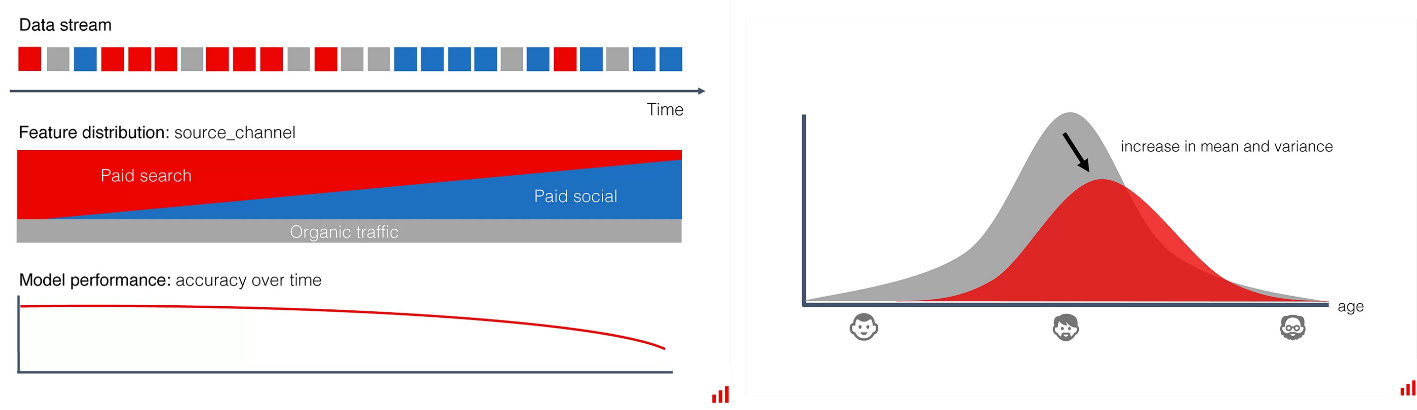 Data stream
Time
Feature distribution: source_channel
Paid search
Paid social
Organic traffic
Model performance: accuracy over time
increase in mean and variance
age